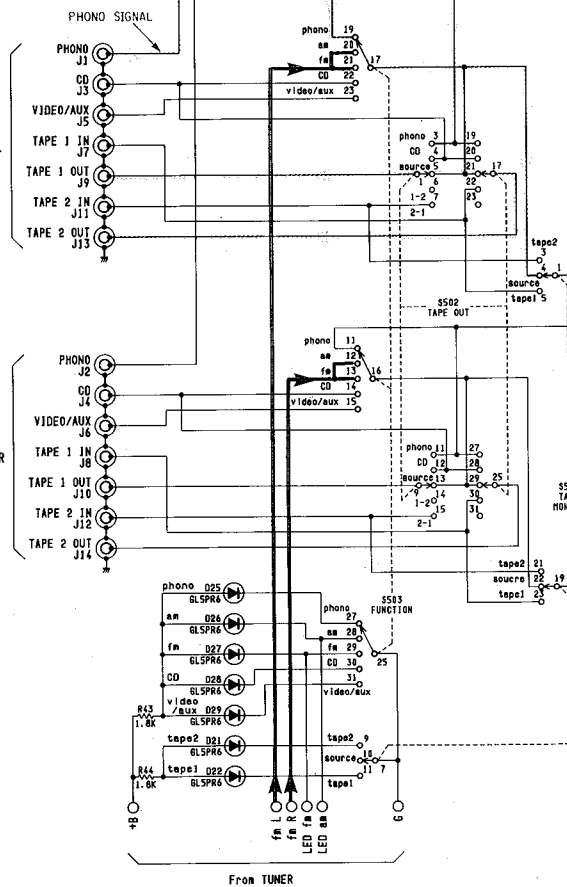 PHONO SIGNAL
PHONO
J1
CD
J3
VIDEO/AUX
J5
TAPE 1 IN
J7
TAPE 1 OUT
J9
TAPE 2 IN
J11
TAPE 2 OUT
J13
phono 19
am 20
fm 21
CD 22
video/aux 23
17
phono 3
CD 4
source 5
1
6
1-2 7
2-1
19
20
21
17
22
23
tape2
3
4
1
source
tape1 5
S502
TAPE OUT
R
PHONO
J2
CD
J4
VIDEO/AUX
J6
TAPE 1 IN
J8
TAPE 1 OUT
J10
TAPE 2 IN
J12
TAPE 2 OUT
J14
phono 11
am 12
fm 13
CD 14
video/aux 15
16
phono 11
CD 12
source 13
9
14
1-2
15
2-1
27
28
29
25
30
31
S5
TA
MON
tape2 21
soucre 22
tape1 23
19
S503
FUNCTION
phono D25
GL5PR6
am D26
GL5PR6
fm D27
GL5PR6
CD D28
GL5PR6
video
/aux D29
GL5PR6
tape2 D21
GL5PR6
tape1 D22
GL5PR6
R43
1.8K
R44
1.8K
phono 27
am 28
fm 29
CD 30
31
video/aux
25
tape2 9
source 10
11
7
tape1
+B
fm L
fm R
LED fm
LED am
G
From TUNER